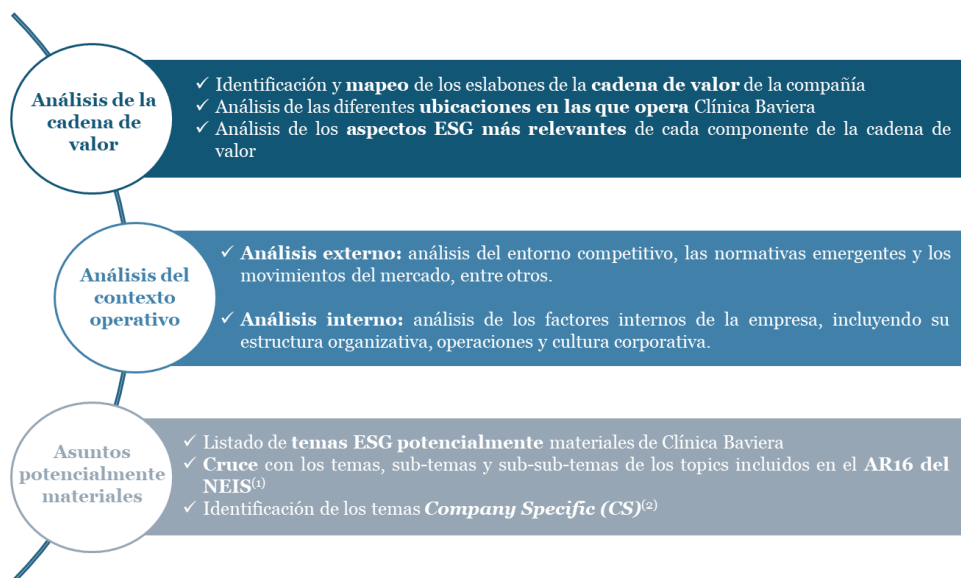 Análisis de la
cadena de
valor
✓ Identificación y mapeo de los eslabones de la cadena de valor de la compañía
✓ Análisis de las diferentes ubicaciones en las que opera Clínica Baviera
✓ Análisis de los aspectos ESG más relevantes de cada componente de la cadena de
valor
Análisis del
contexto
operativo
✓ Análisis externo: análisis del entorno competitivo, las normativas emergentes y los
movimientos del mercado, entre otros.
✓ Análisis interno: análisis de los factores internos de la empresa, incluyendo su
estructura organizativa, operaciones y cultura corporativa.
Asuntos
potencialmente
materiales
✓ Listado de temas ESG potencialmente materiales de Clínica Baviera
✓ Cruce con los temas, sub-temas y sub-sub-temas de los topics incluidos en el AR16 del
NEIS(1)
✓ Identificación de los temas Company Specific (CS)(2)